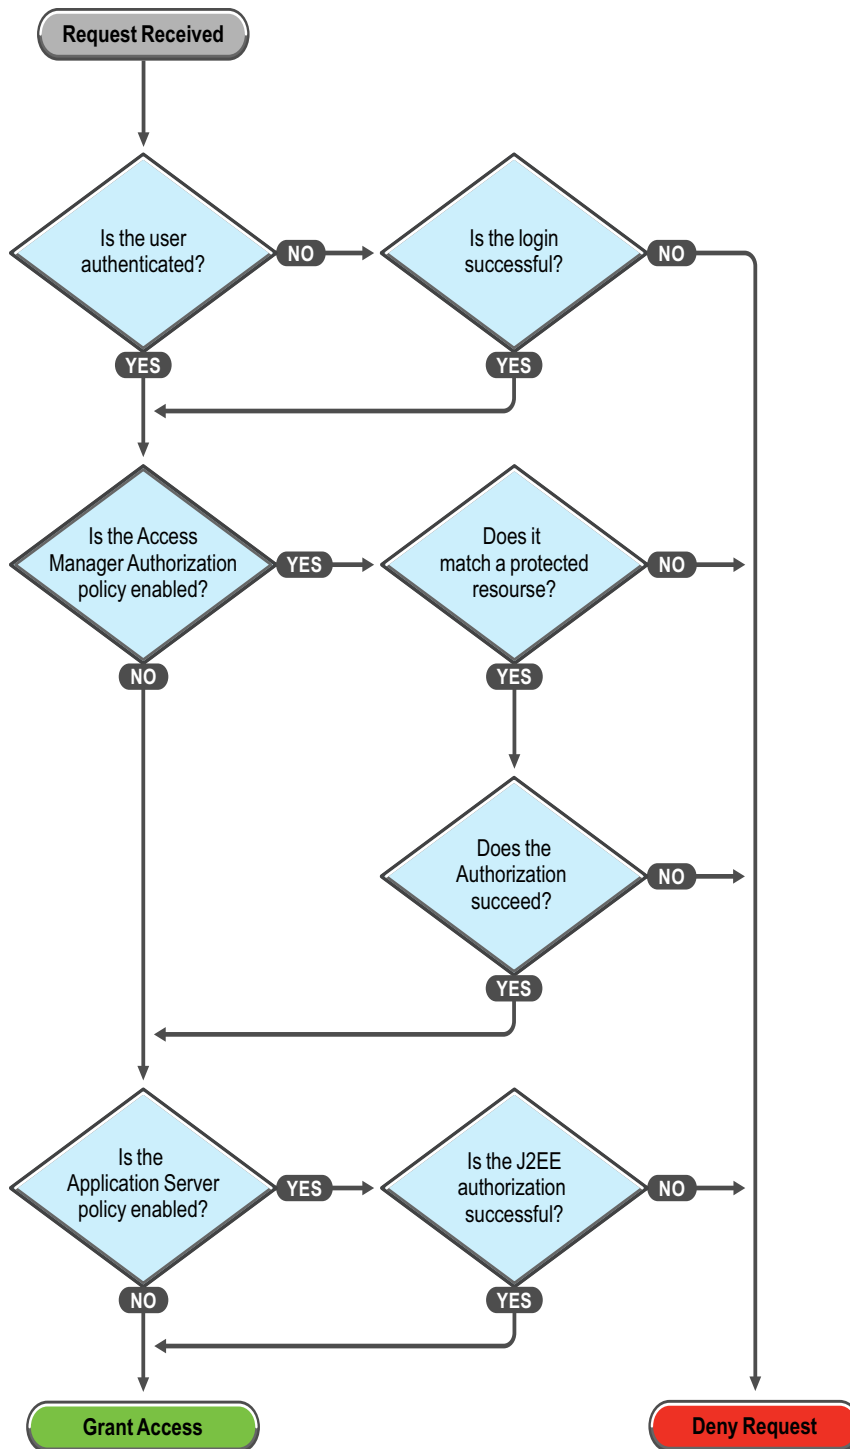 Request Received
Is the user
authenticated?
NO
Is the login
successful?
NO
YES
YES
Is the Access
Manager Authorization
policy enabled?
YES
Does it
match a protected
resourse?
NO
NO
YES
Does the
Authorization
succeed?
NO
YES
Is the
Application Server
policy enabled?
YES
Is the J2EE
authorization
successful?
NO
NO
YES
Grant Access
Deny Request